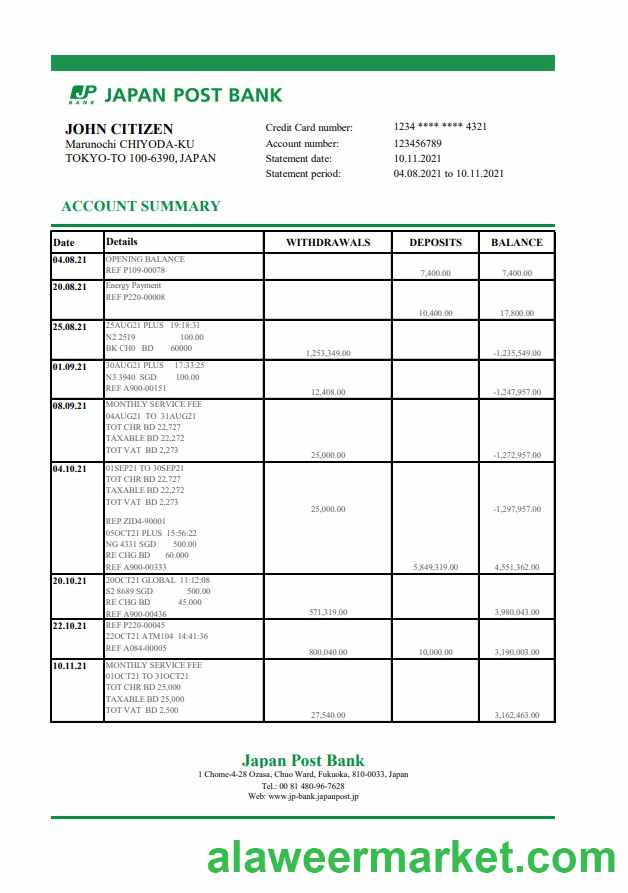 JP
BANK
JAPAN POST BANK
JOHN CITIZEN
Marunochi CHIYODA-KU
TOKYO-TO 100-6390, JAPAN
Credit Card number: 1234 **** **** 4321
Account number: 123456789
Statement date: 10.11.2021
Statement period: 04.08.2021 to 10.11.2021
ACCOUNT SUMMARY
Date Details WITHDRAWALS DEPOSITS BALANCE
04.08.21 OPENING BALANCE
REF P109-00078 7,400.00 7,400.00
20.08.21 Energy Payment
REF P220-00008
10,400.00 17,800.00
25.08.21 25AUG21 PLUS 19:18:31
N2 2519 100.00
BK CH0 BD 60000
1,253,349.00 -1,235,549.00
01.09.21 30AUG21 PLUS 17:33:25
N3 3940 SGD 100.00
REF A900-00151
12,408.00 -1,247,957.00
08.09.21 MONTHLY SERVICE FEE
04AUG21 TO 31AUG21
TOT CHR BD 22,727
TAXABLE BD 22,272
TOT VAT BD 2,273
25,000.00 -1,272,957.00
04.10.21 01SEP21 TO 30SEP21
TOT CHR BD 22,727
TAXABLE BD 22,272
TOT VAT BD 2,273
25,000.00 -1,297,957.00
REP ZID4-90001
05OCT21 PLUS 15:56:22
NG 4331 SGD 500.00
RE CHG BD 60.000
REF A900-00333 5,849,319.00 4,551,362.00
20.10.21 20OCT21 GLOBAL 11:12:08
S2 8689 SGD 500.00
RE CHG BD 45.000
REF A900-00436 571,319.00 3,980,043.00
22.10.21 REF P220-00045
22OCT21 ATM104 14:41:36
REF A084-00005 800,040.00 10,000.00 3,190,003.00
10.11.21 MONTHLY SERVICE FEE
01OCT21 TO 31OCT21
TOT CHR BD 25,000
TAXABLE BD 25,000
TOT VAT BD 2,500
27,540.00 3,162,463.00
Japan Post Bank
1 Chome-4-28 Ozasa, Chuo Ward, Fukuoka, 810-0033, Japan
Tel.: 00 81 480-96-7628
Web: www.jp-bank.japanpost.jp
alaweermarket.com